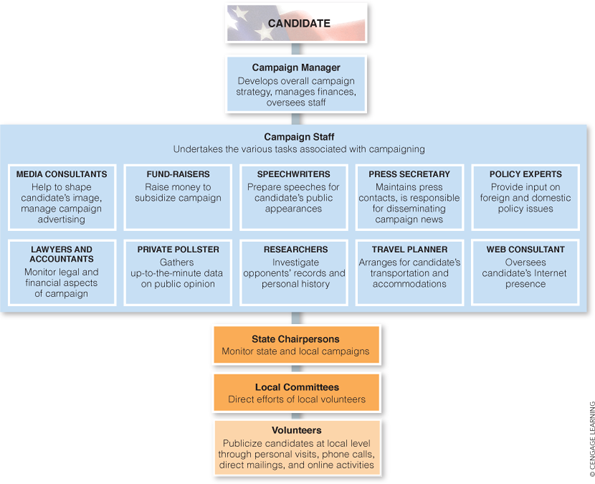 CANDIDATE
Campaign Manager
Develops overall campaign
strategy, manages finances,
oversees staff
Campaign Staff
Undertakes the various tasks associated with campaigning
MEDIA CONSULTANTS
Help to shape
candidate's image,
manage campaign
advertising
FUND-RAISERS
Raise money to
subsidize campaign
SPEECHWRITERS
Prepare speeches for
candidate's public
appearances
PRESS SECRETARY
Maintains press
contacts, is responsible
for disseminating
campaign news
POLICY EXPERTS
Provide input on
foreign and domestic
policy issues
LAWYERS AND
ACCOUNTANTS
Monitor legal and
financial aspects
of campaign
PRIVATE POLLSTER
Gathers
up-to-the-minute data
on public opinion
RESEARCHERS
Investigate
opponents' records and
personal history
TRAVEL PLANNER
Arranges for candidate's
transportation and
accommodations
WEB CONSULTANT
Oversees
candidate's Internet
presence
State Chairpersons
Monitor state and local campaigns
Local Committees
Direct efforts of local volunteers
Volunteers
Publicize candidates at local level
through personal visits, phone calls,
direct mailings, and online activities
© CENGAGE LEARNING